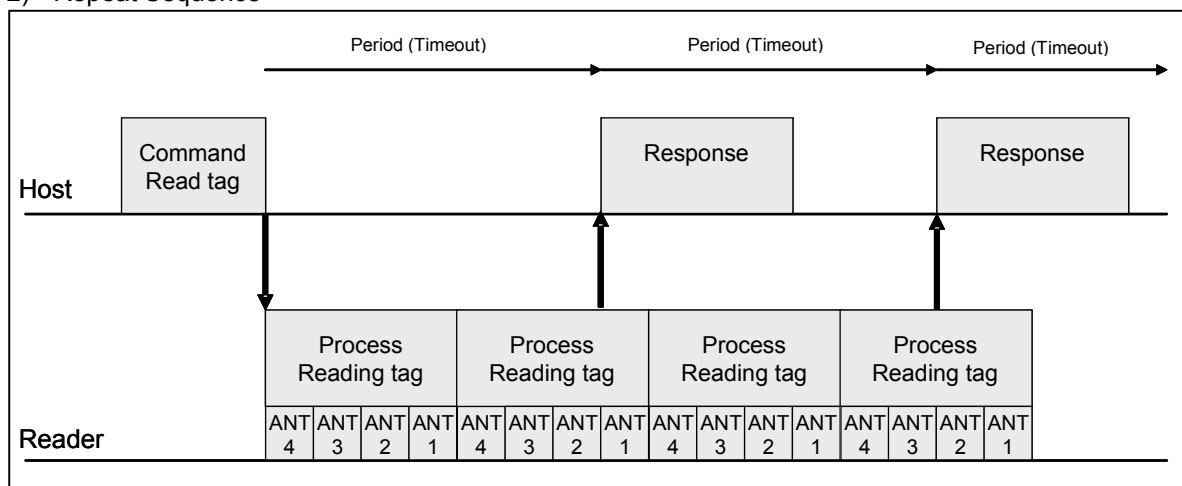 2) Repeat Sequence
Period (Timeout) Period (Timeout) Period (Timeout)
Command
Read tag
Response
Response
Host
Process
Reading tag
Process
Reading tag
Process
Reading tag
Process
Reading tag
Reader
ANT
4
ANT
3
ANT
2
ANT
1
ANT
4
ANT
3
ANT
2
ANT
1
ANT
4
ANT
3
ANT
2
ANT
1
ANT
4
ANT
3
ANT
2
ANT
1